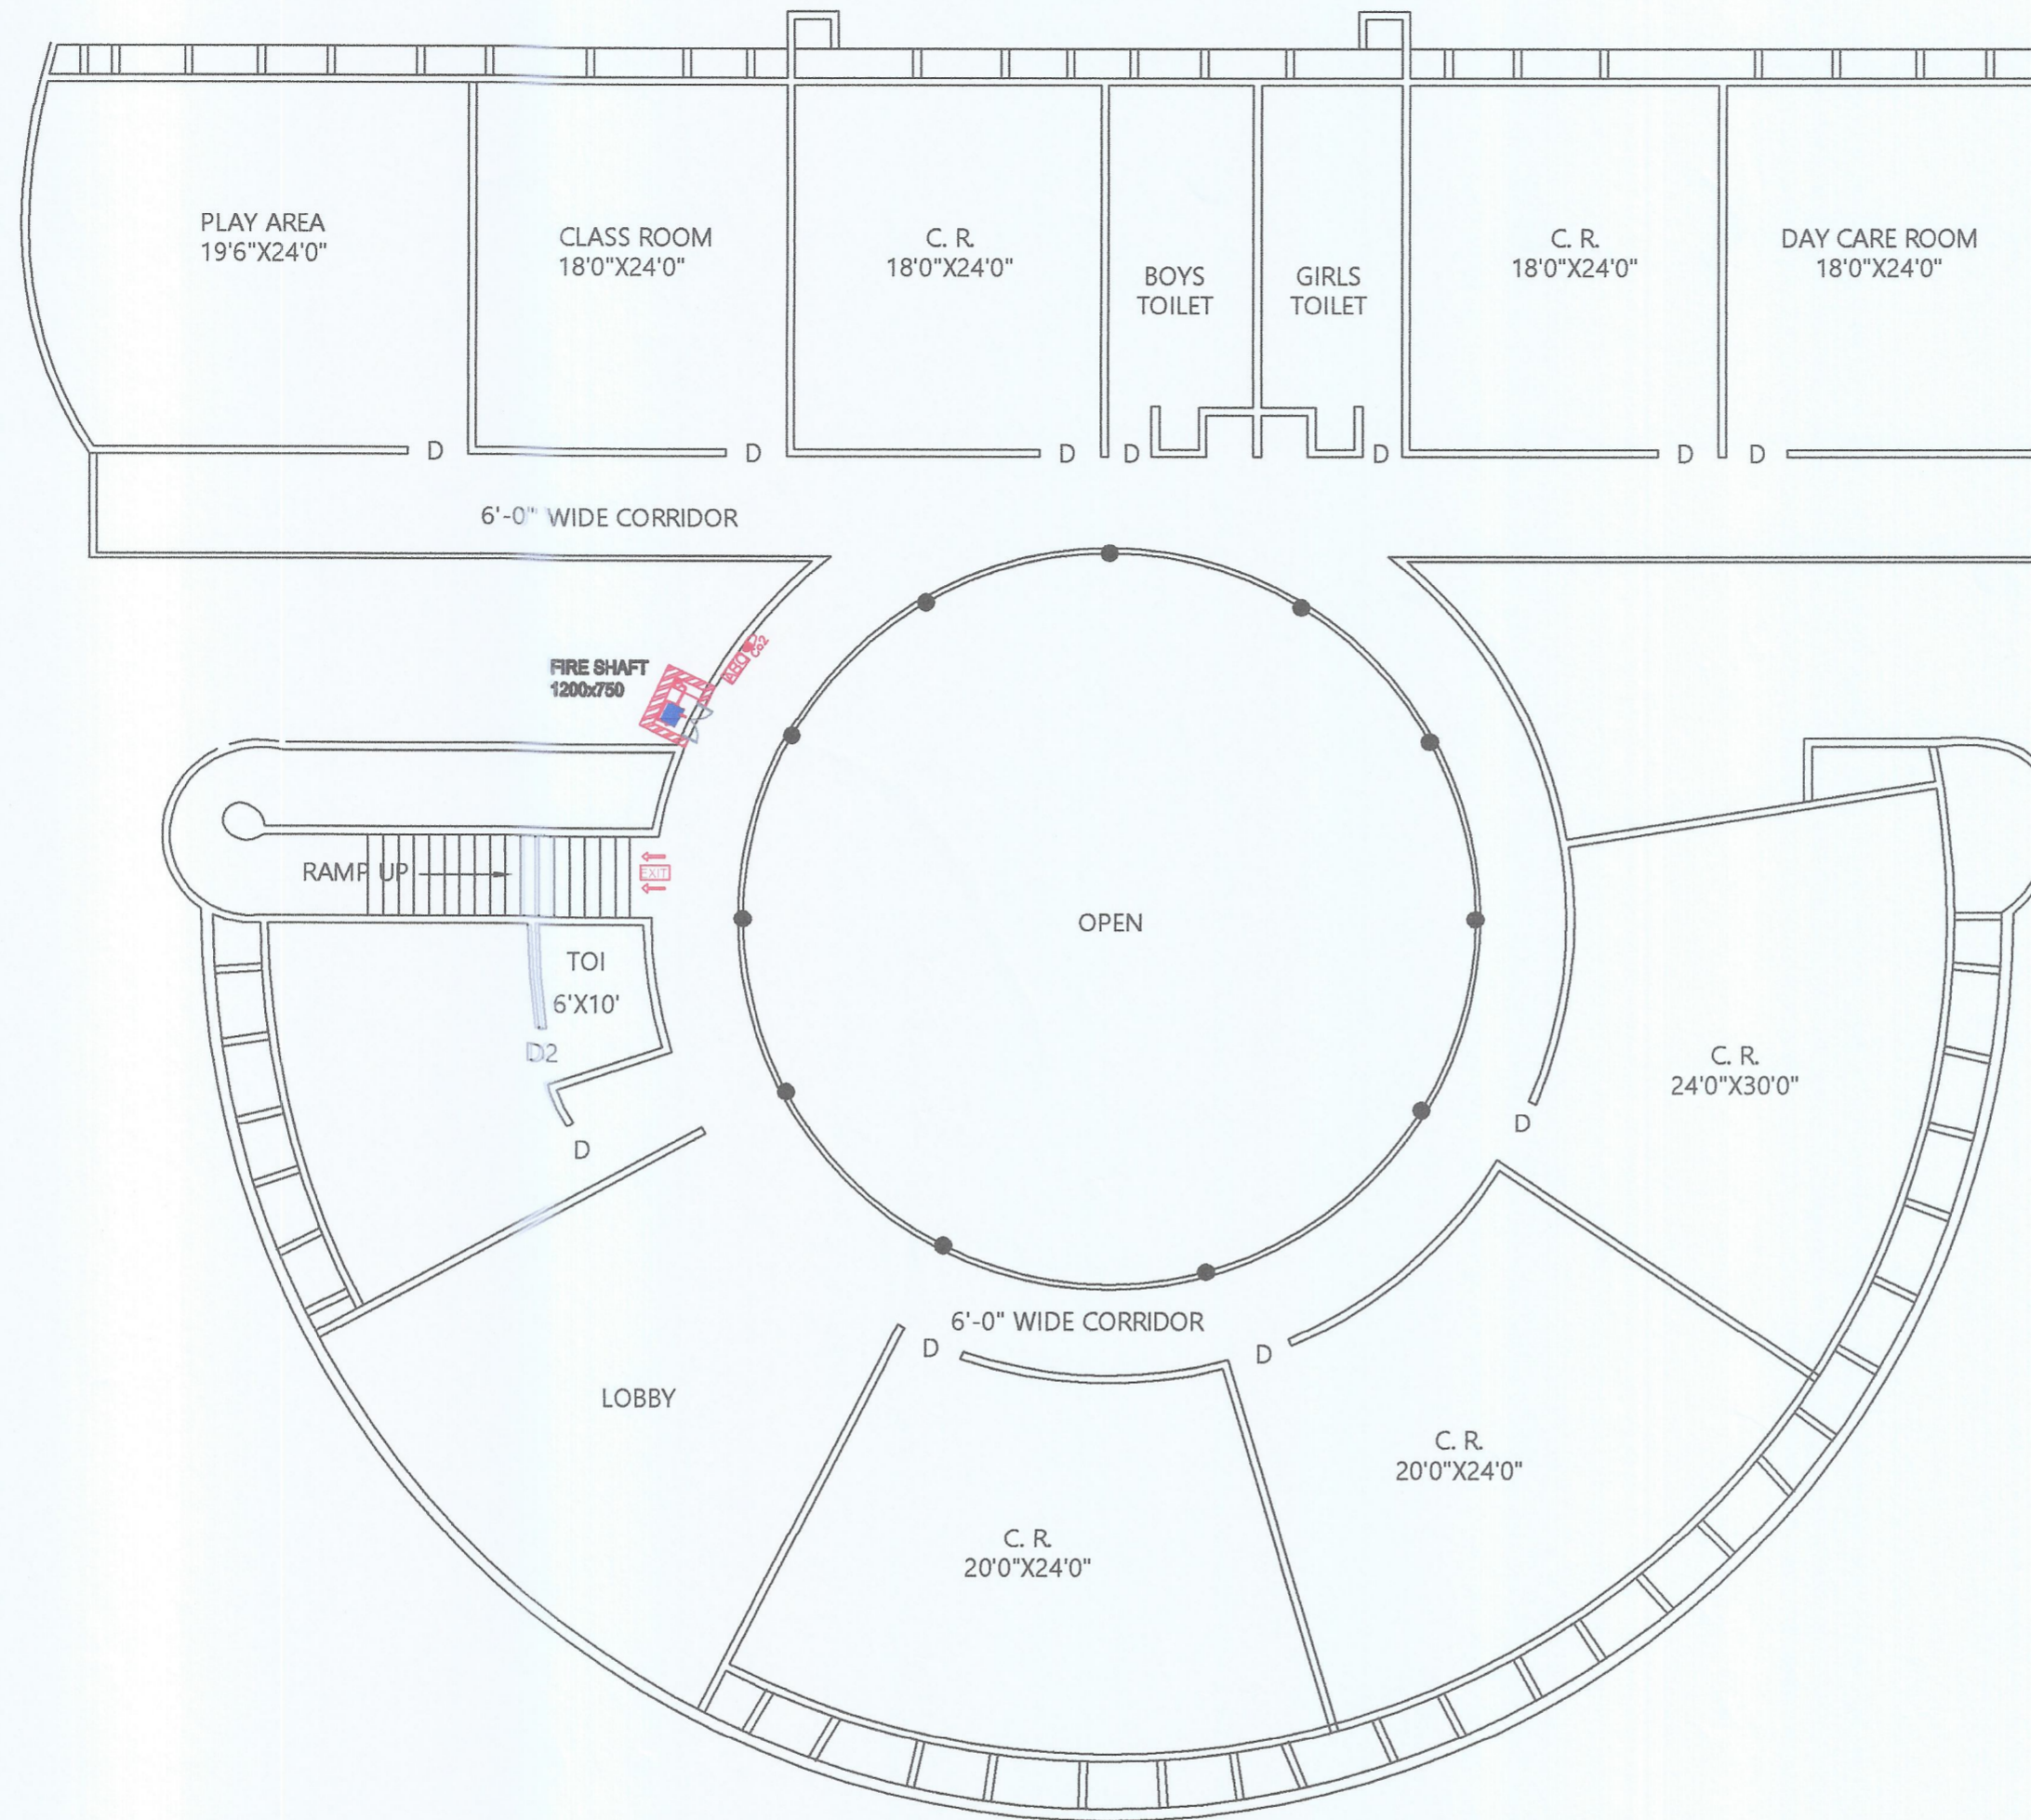 PLAY AREA
19'6"X24'0"
CLASS ROOM
18'0"X24'0"
C. R.
18'0"X24'0"
BOYS
TOILET
GIRLS
TOILET
C. R.
18'0"X24'0"
DAY CARE ROOM
18'0"X24'0"
D
D
D
D
D
D
D
6'-0" WIDE CORRIDOR
FIRE SHAFT
1200x750
ABC
Co2
RAMP UP
EXIT
OPEN
TOI
6'X10'
D2
D
C. R.
24'0"X30'0"
D
6'-0" WIDE CORRIDOR
D
D
LOBBY
C. R.
20'0"X24'0"
C. R.
20'0"X24'0"